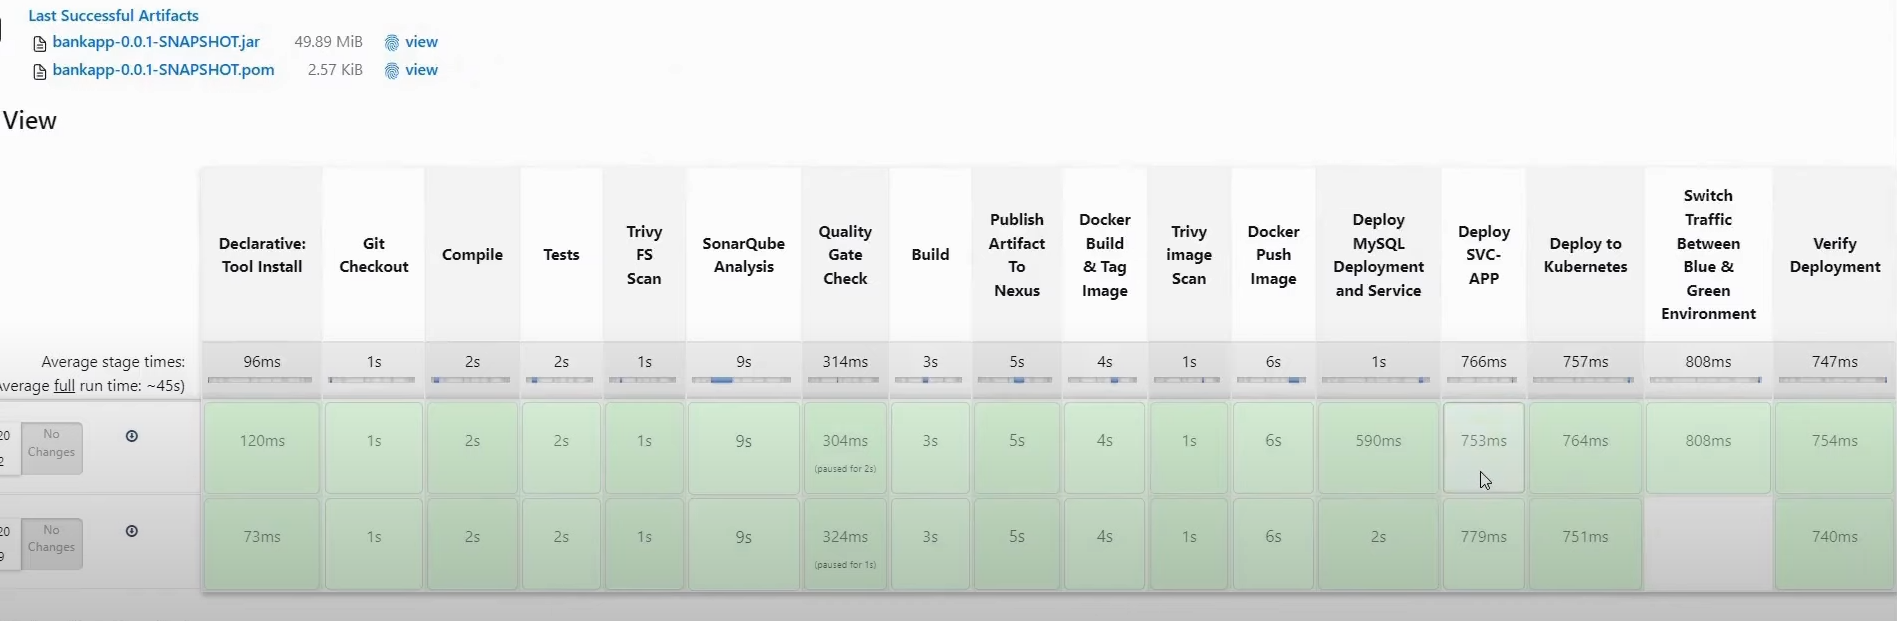 Last Successful Artifacts
bankapp-0.0.1-SNAPSHOT.jar 49.89 MiB view
bankapp-0.0.1-SNAPSHOT.pom 2.57 KiB view
View
Declarative:
Tool Install
Git
Checkout
Compile
Tests
Trivy
FS
Scan
SonarQube
Analysis
Quality
Gate
Check
Build
Publish
Artifact
To
Nexus
Docker
Build
& Tag
Image
Trivy
image
Scan
Docker
Push
Image
Deploy
MySQL
Deployment
and Service
Deploy
SVC-
APP
Deploy to
Kubernetes
Switch
Traffic
Between
Blue &
Green
Environment
Verify
Deployment
Average stage times:
verage full run time: ~45s)
96ms 1s 2s 2s 1s 9s 314ms 3s 5s 4s 1s 6s 1s 766ms 757ms 808ms 747ms
20
2
No
Changes
120ms 1s 2s 2s 1s 9s 304ms 3s 5s 4s 1s 6s 590ms 753ms 764ms 808ms 754ms
(paused for 2s)
20
9
No
Changes
73ms 1s 2s 2s 1s 9s 324ms 3s 5s 4s 1s 6s 2s 779ms 751ms 740ms
(paused for 1s)